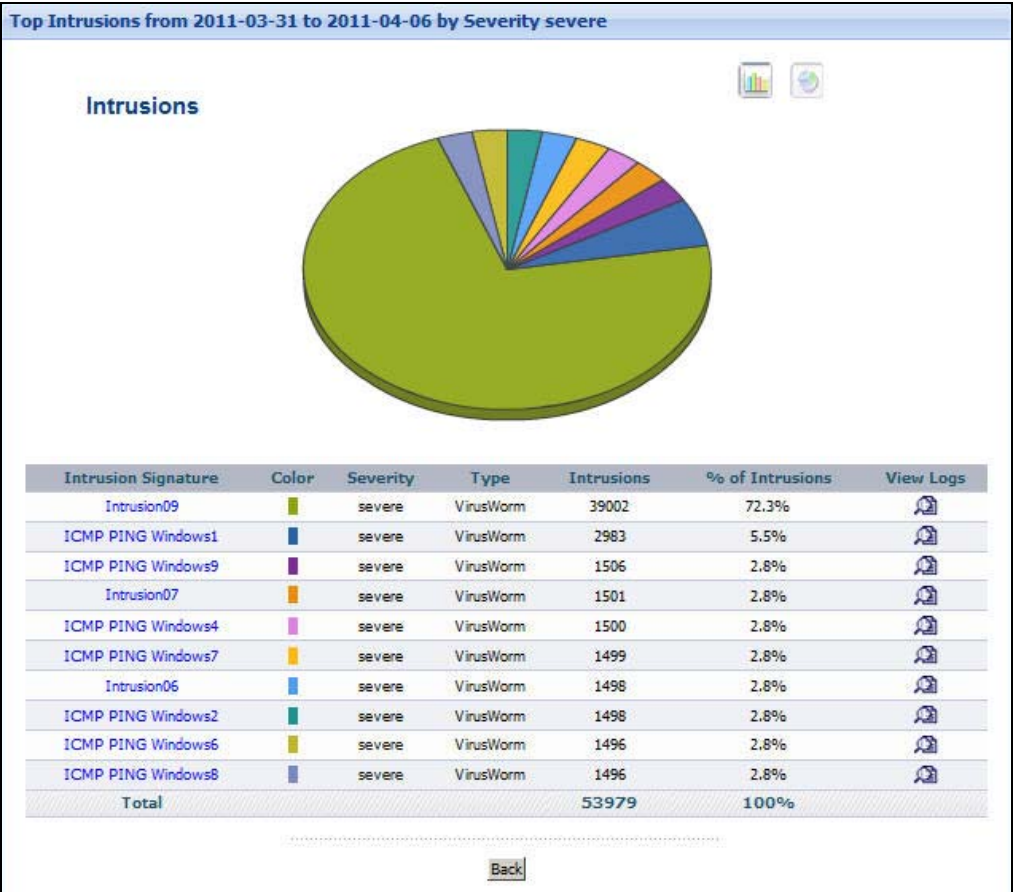 Top Intrusions from 2011-03-31 to 2011-04-06 by Severity severe
Intrusions
Intrusion Signature Color Severity Type Intrusions % of Intrusions View Logs
Intrusion09 severe VirusWorm 39002 72.3%
ICMP PING Windows1 severe VirusWorm 2983 5.5%
ICMP PING Windows9 severe VirusWorm 1506 2.8%
Intrusion07 severe VirusWorm 1501 2.8%
ICMP PING Windows4 severe VirusWorm 1500 2.8%
ICMP PING Windows7 severe VirusWorm 1499 2.8%
Intrusion06 severe VirusWorm 1498 2.8%
ICMP PING Windows2 severe VirusWorm 1498 2.8%
ICMP PING Windows6 severe VirusWorm 1496 2.8%
ICMP PING Windows8 severe VirusWorm 1496 2.8%
Total 53979 100%
Back